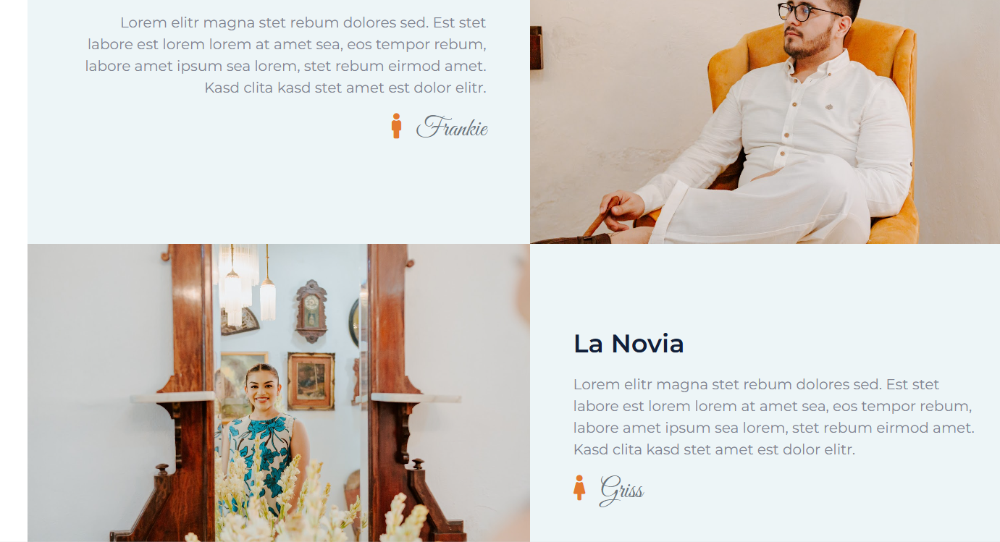 Lorem elitr magna stet rebum dolores sed. Est stet
labore est lorem lorem at amet sea, eos tempor rebum,
labore amet ipsum sea lorem, stet rebum eirmod amet.
Kasd clita kasd stet amet est dolor elitr.
Frankie
La Novia
Lorem elitr magna stet rebum dolores sed. Est stet
labore est lorem lorem at amet sea, eos tempor rebum,
labore amet ipsum sea lorem, stet rebum eirmod amet.
Kasd clita kasd stet amet est dolor elitr.
Griss